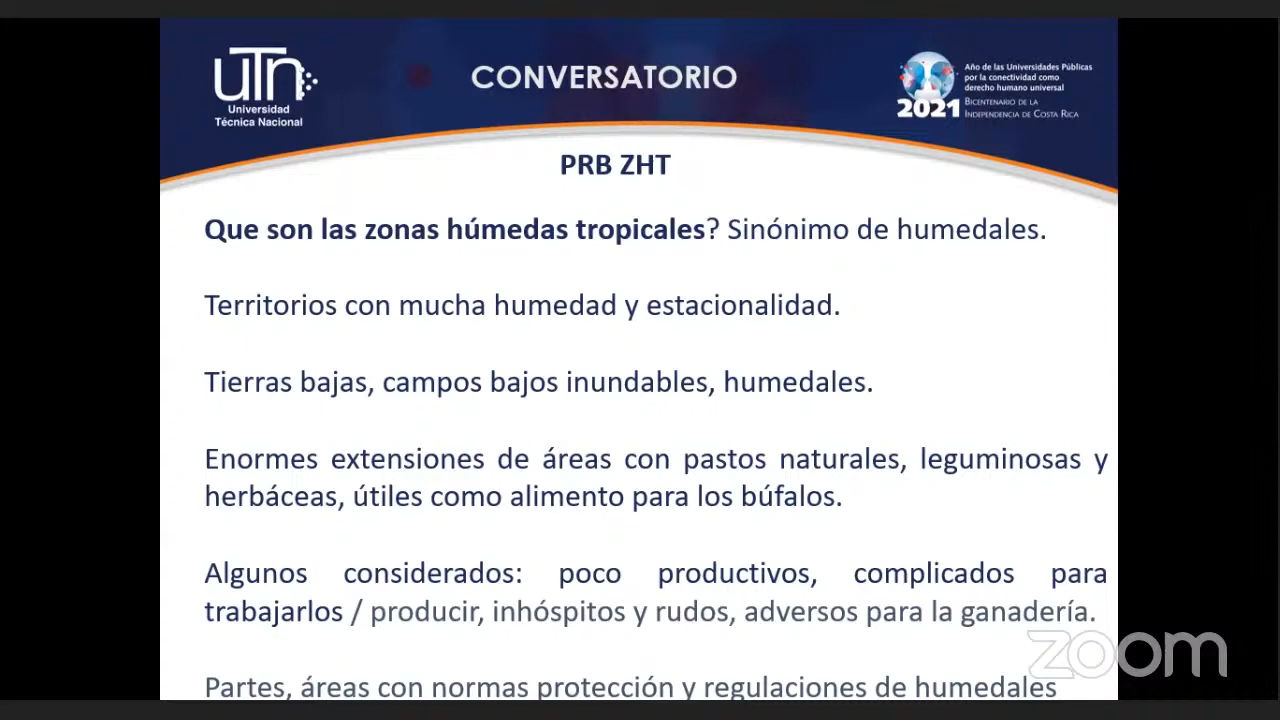 UTn
Universidad
Técnica Nacional
CONVERSATORIO
2021
Año de las Universidades Públicas
por la conectividad como
derecho humano universal
Bicentenario de la
Independencia de Costa Rica
PRB ZHT
Que son las zonas húmedas tropicales? Sinónimo de humedales.
Territorios con mucha humedad y estacionalidad.
Tierras bajas, campos bajos inundables, humedales.
Enormes extensiones de áreas con pastos naturales, leguminosas y
herbáceas, útiles como alimento para los búfalos.
Algunos considerados: poco productivos, complicados para
trabajarlos / producir, inhóspitos y rudos, adversos para la ganadería.
zoom
Partes, áreas con normas protección y regulaciones de humedales